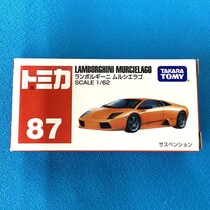 トミカ
LAMBORGHINI MURCIELAGO
ランボルギーニ ムルシエラゴ
SCALE 1/62
TAKARA
TOMY
87
サスペンション